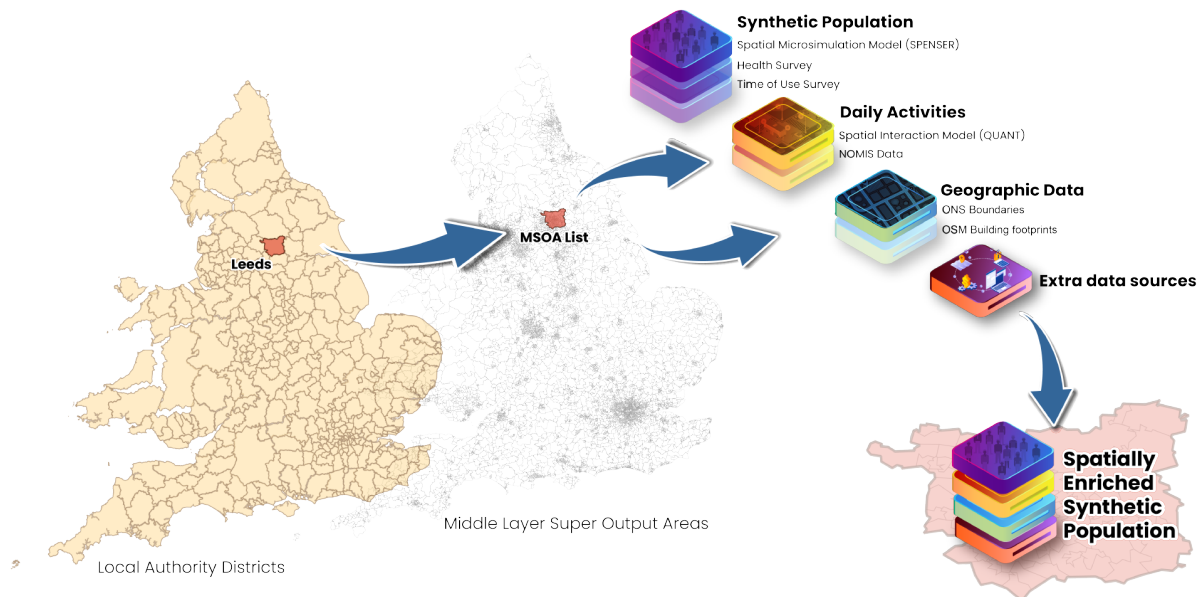 Synthetic Population
Spatial Microsimulation Model (SPENSER)
Health Survey
Time of Use Survey
Daily Activities
Spatial Interaction Model (QUANT)
NOMIS Data
Geographic Data
ONS Boundaries
OSM Building footprints
Extra data sources
MSOA List
Leeds
Spatially
Enriched
Synthetic
Population
Middle Layer Super Output Areas
Local Authority Districts